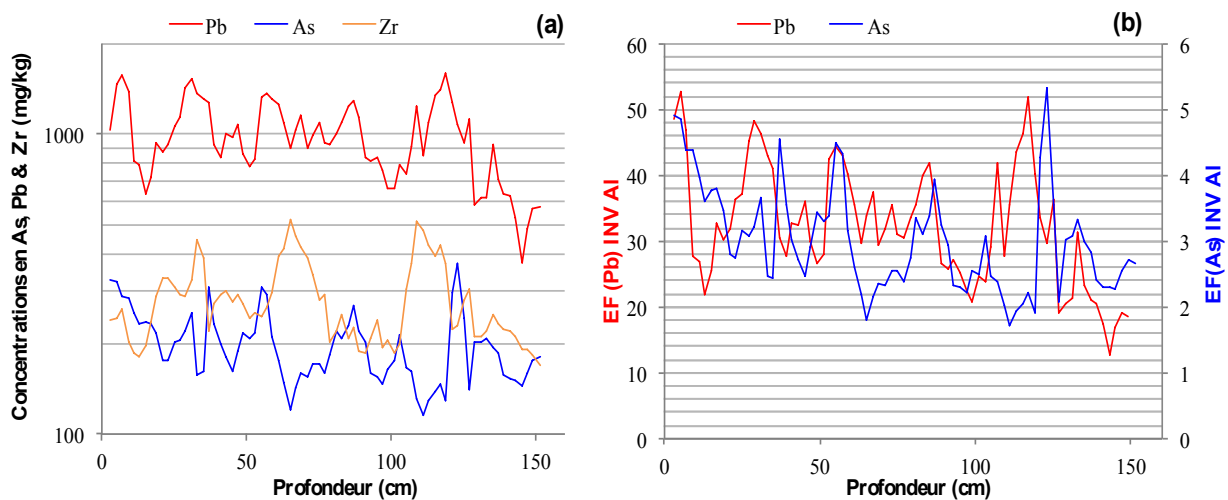 Pb As Zr
(a)
Concentrations en As, Pb & Zr (mg/kg)
1000
100
0 50 100 150
Profondeur (cm)
Pb As
(b)
EF (Pb) INV Al
60
50
40
30
20
10
0
6
5
4
3
2
1
0
EF(As) INV Al
0 50 100 150
Profondeur (cm)